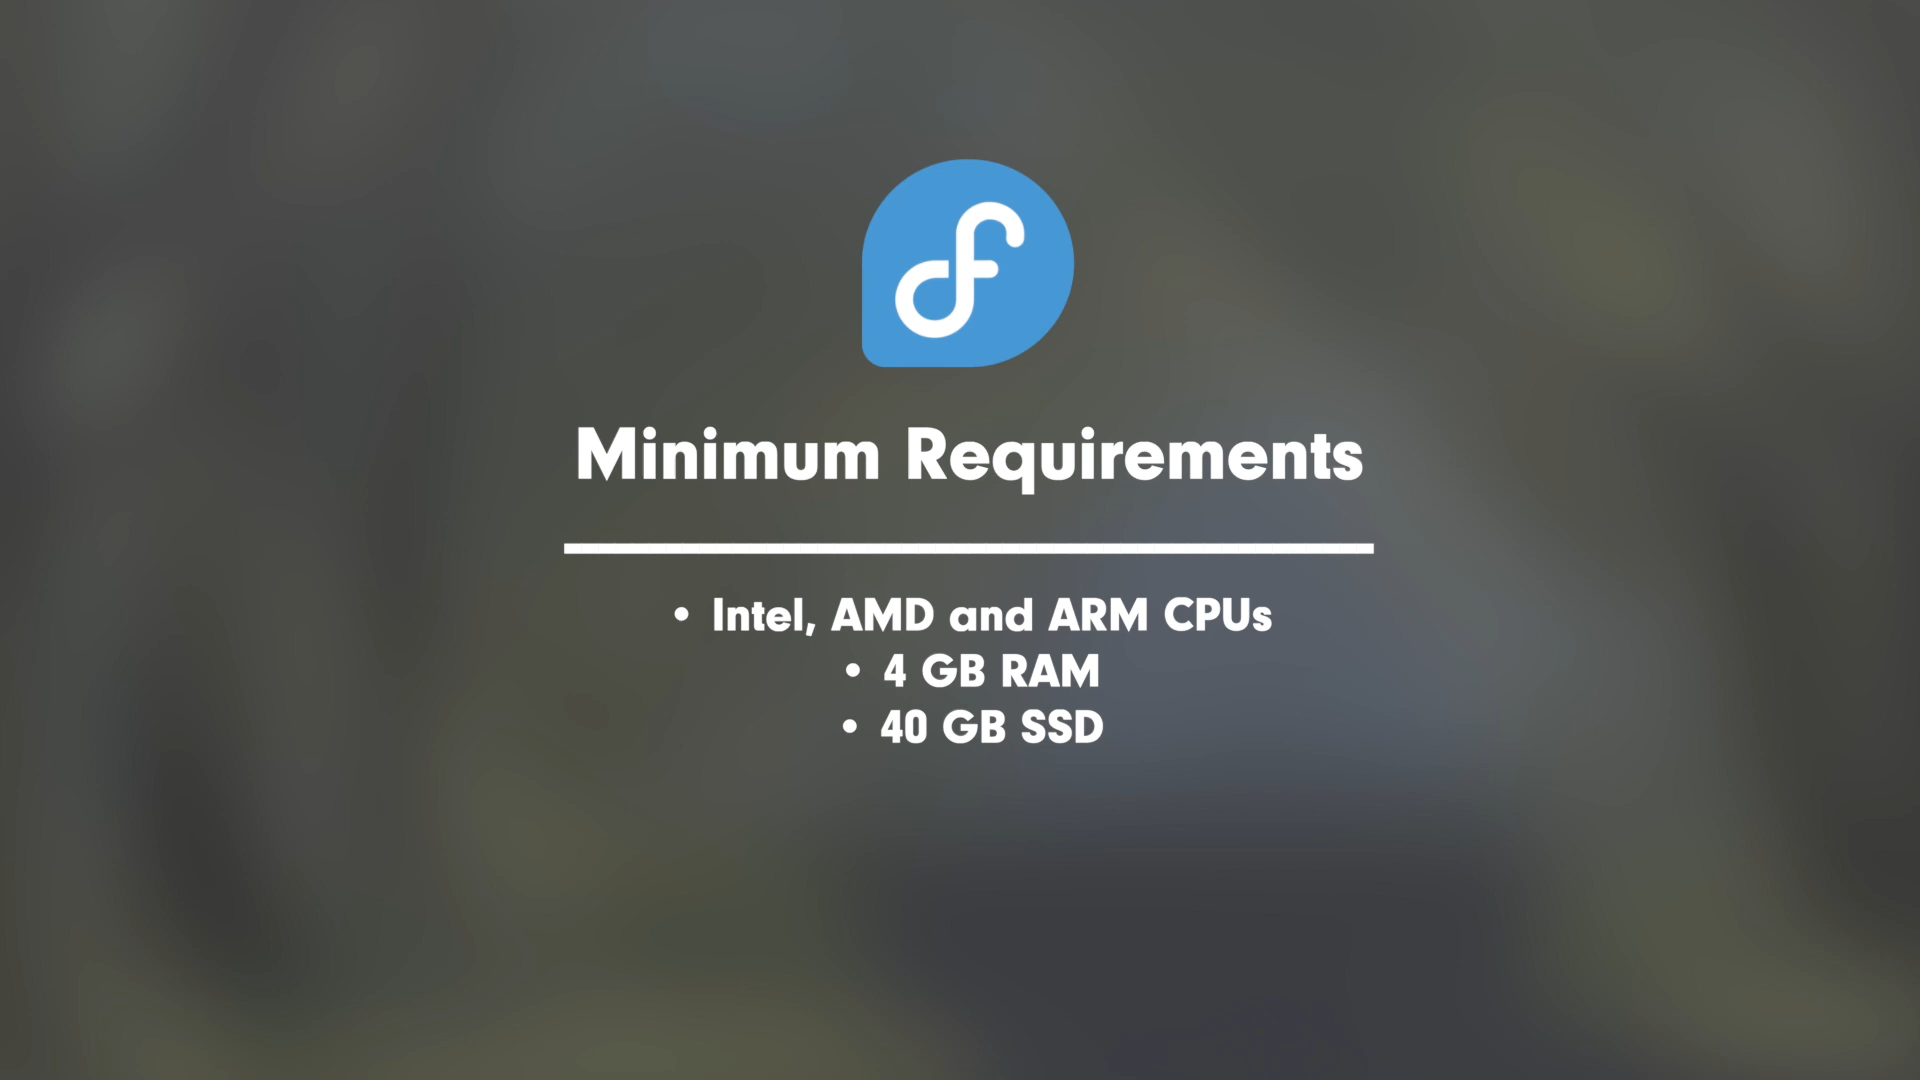 Minimum Requirements
• Intel, AMD and ARM CPUs
• 4 GB RAM
• 40 GB SSD